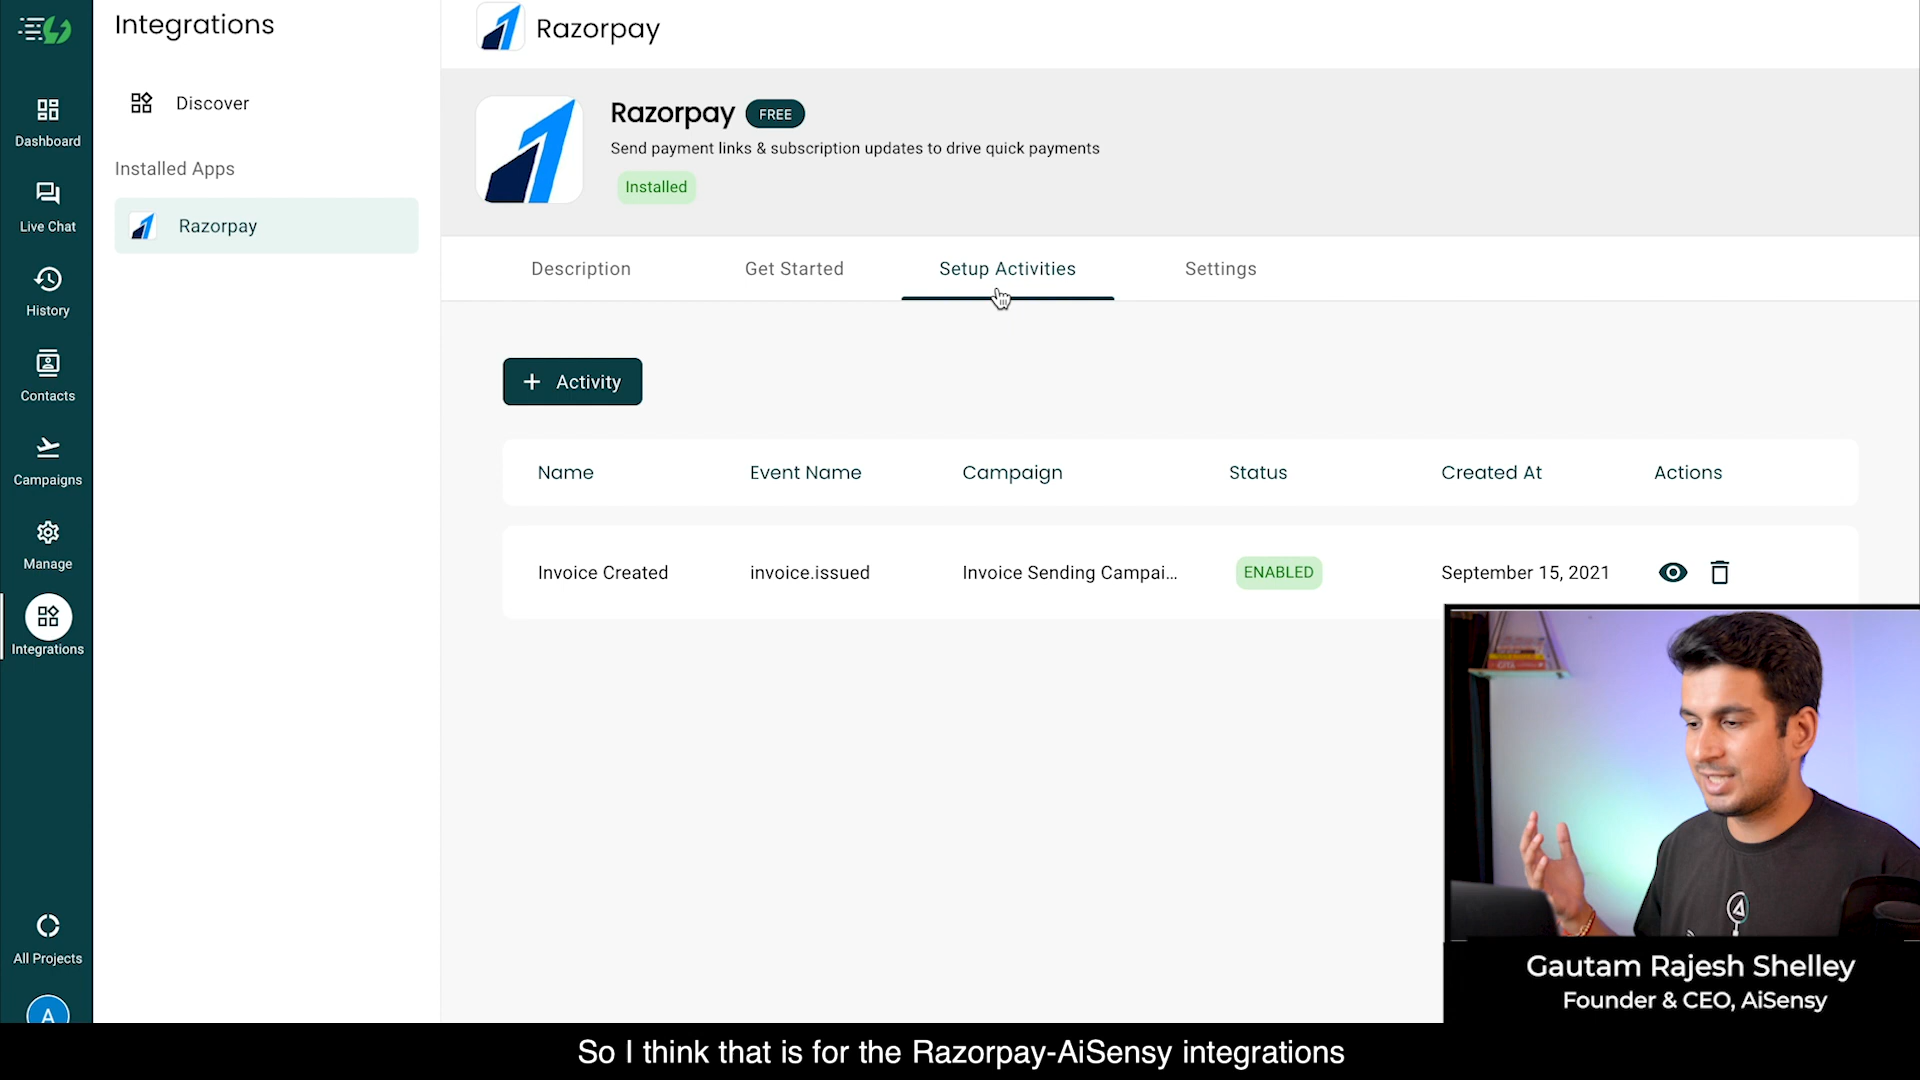 Integrations
Razorpay
Discover
Dashboard
Razorpay FREE
Send payment links & subscription updates to drive quick payments
Installed Apps
Installed
Live Chat
Razorpay
Description Get Started Setup Activities Settings
History
+ Activity
Contacts
Name Event Name Campaign Status Created At Actions
Campaigns
Manage
Invoice Created invoice.issued Invoice Sending Campai... ENABLED September 15, 2021
Integrations
All Projects
A
Gautam Rajesh Shelley
Founder & CEO, AiSensy
So I think that is for the Razorpay-AiSensy integrations